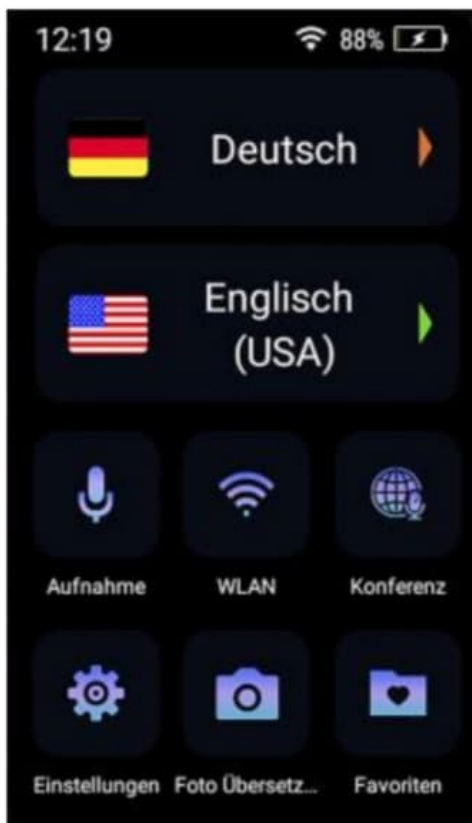 12:19 88%
Deutsch
Englisch
(USA)
Aufnahme WLAN Konferenz
Einstellungen Foto Übersetz... Favoriten